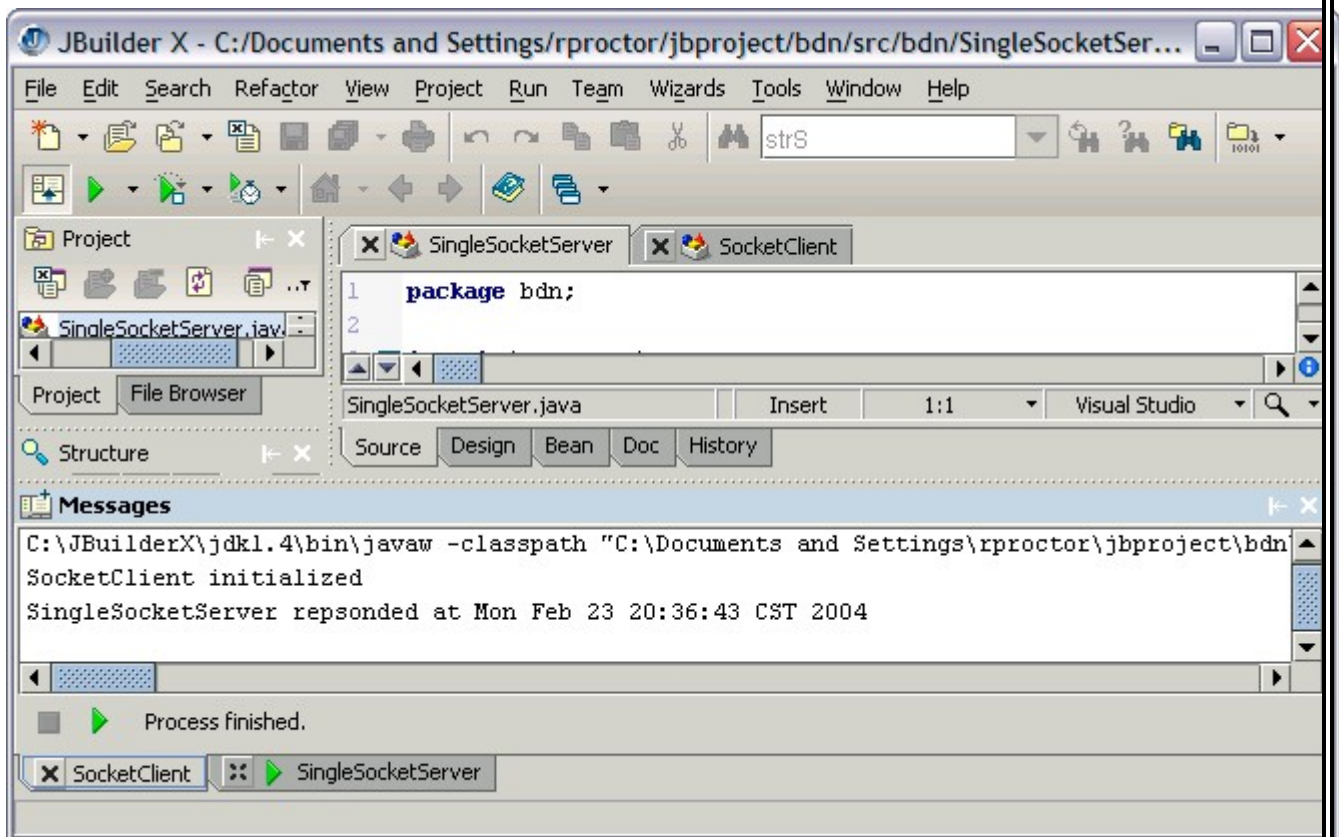 JBuilder X - C:/Documents and Settings/rproctor/jbproject/bdn/src/bdn/SingleSocketSer...
File Edit Search Refactor View Project Run Team Wizards Tools Window Help
strS
Project
SingleSocketServer
SocketClient
1 package bdn;
2
SingleSocketServer.jav
Project File Browser
SingleSocketServer.java Insert 1:1 Visual Studio
Structure
Source Design Bean Doc History
Messages
C:\JBuilderX\jdk1.4\bin\javaw -classpath "C:\Documents and Settings\rproctor\jbproject\bdn
SocketClient initialized
SingleSocketServer repsonded at Mon Feb 23 20:36:43 CST 2004
Process finished.
SocketClient SingleSocketServer